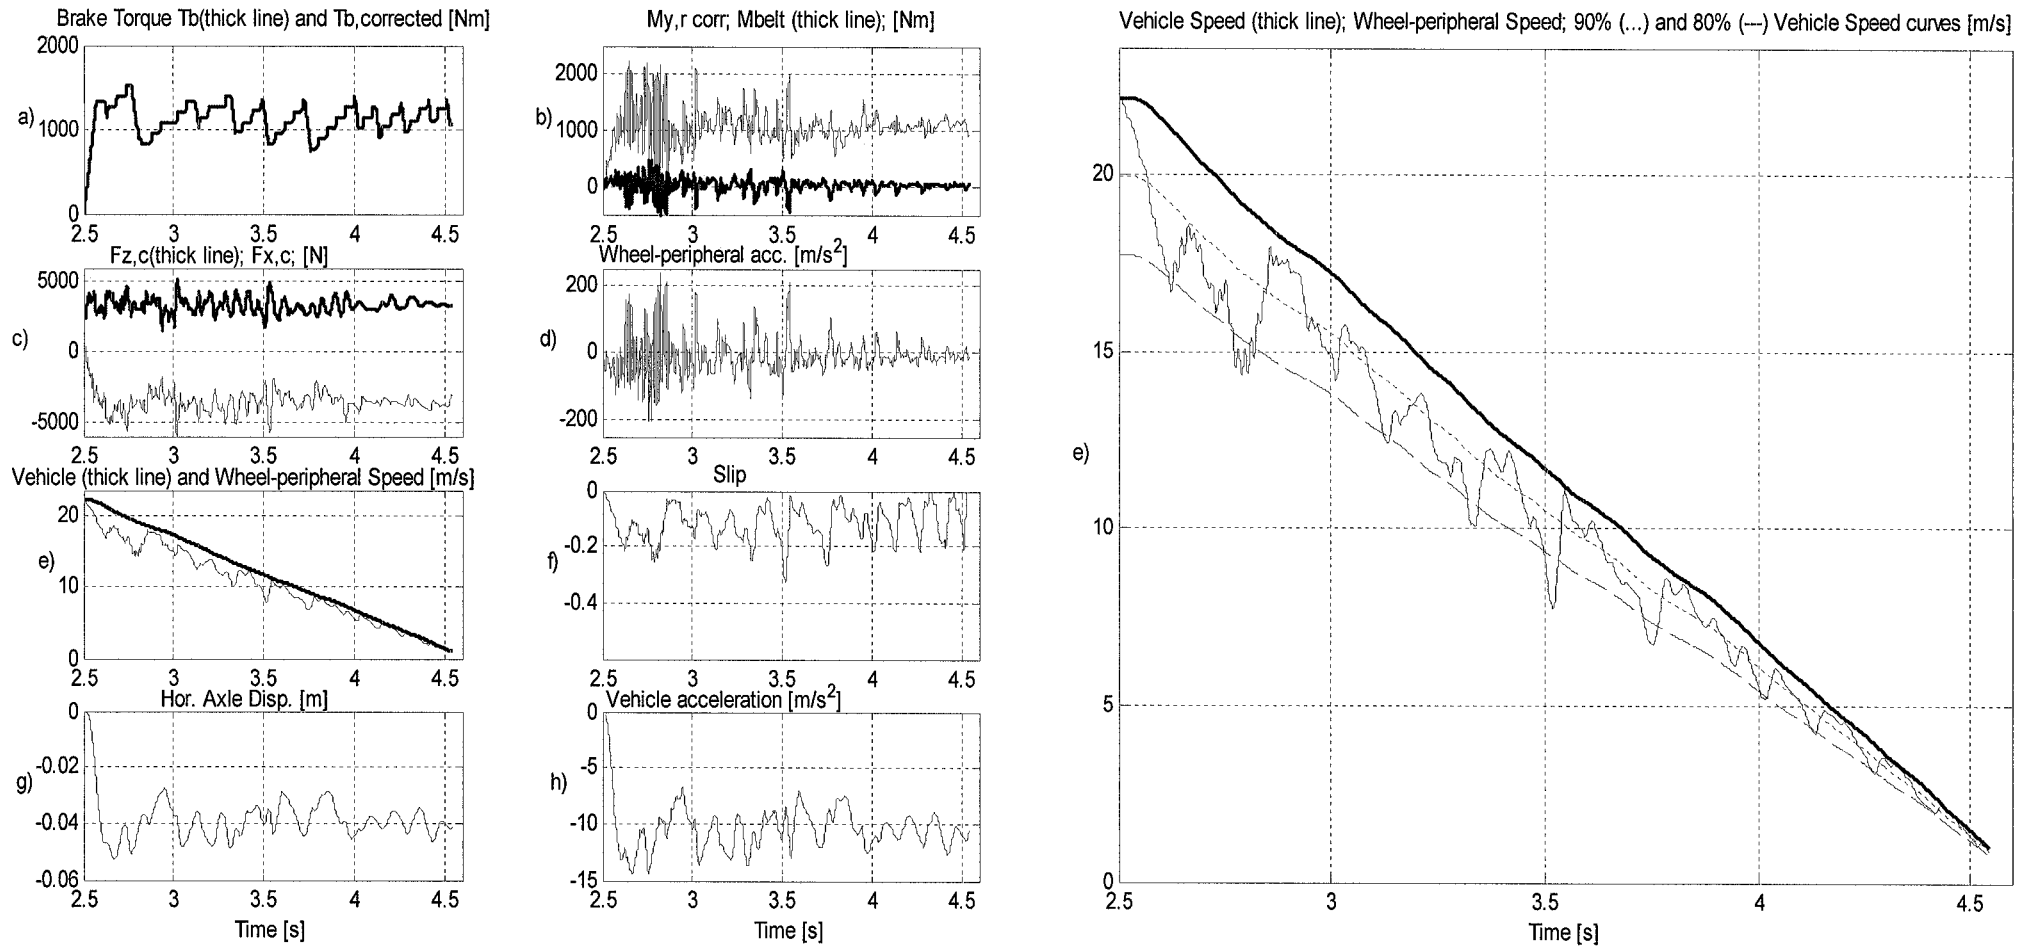 Brake Torque Tb(thick line) and Tb,corrected [Nm]
2000
a)
1000
0
2.5 3 3.5 4 4.5
My,r corr; Mbelt (thick line); [Nm]
2000
b)
1000
0
2.5 3 3.5 4 4.5
Fz,c(thick line); Fx,c; [N]
5000
c)
0
-5000
2.5 3 3.5 4 4.5
Wheel-peripheral acc. [m/s2]
200
d)
0
-200
2.5 3 3.5 4 4.5
Vehicle (thick line) and Wheel-peripheral Speed [m/s]
20
e)
10
0
2.5 3 3.5 4 4.5
Slip
0
-0.2
f)
-0.4
2.5 3 3.5 4 4.5
Hor. Axle Disp. [m]
0
-0.02
g)
-0.04
-0.06
2.5 3 3.5 4 4.5
Time [s]
Vehicle acceleration [m/s2]
0
-5
h)
-10
-15
2.5 3 3.5 4 4.5
Time [s]
Vehicle Speed (thick line); Wheel-peripheral Speed; 90% (...) and 80% (---) Vehicle Speed curves [m/s]
20
15
e)
10
5
0
2.5 3 3.5 4 4.5
Time [s]